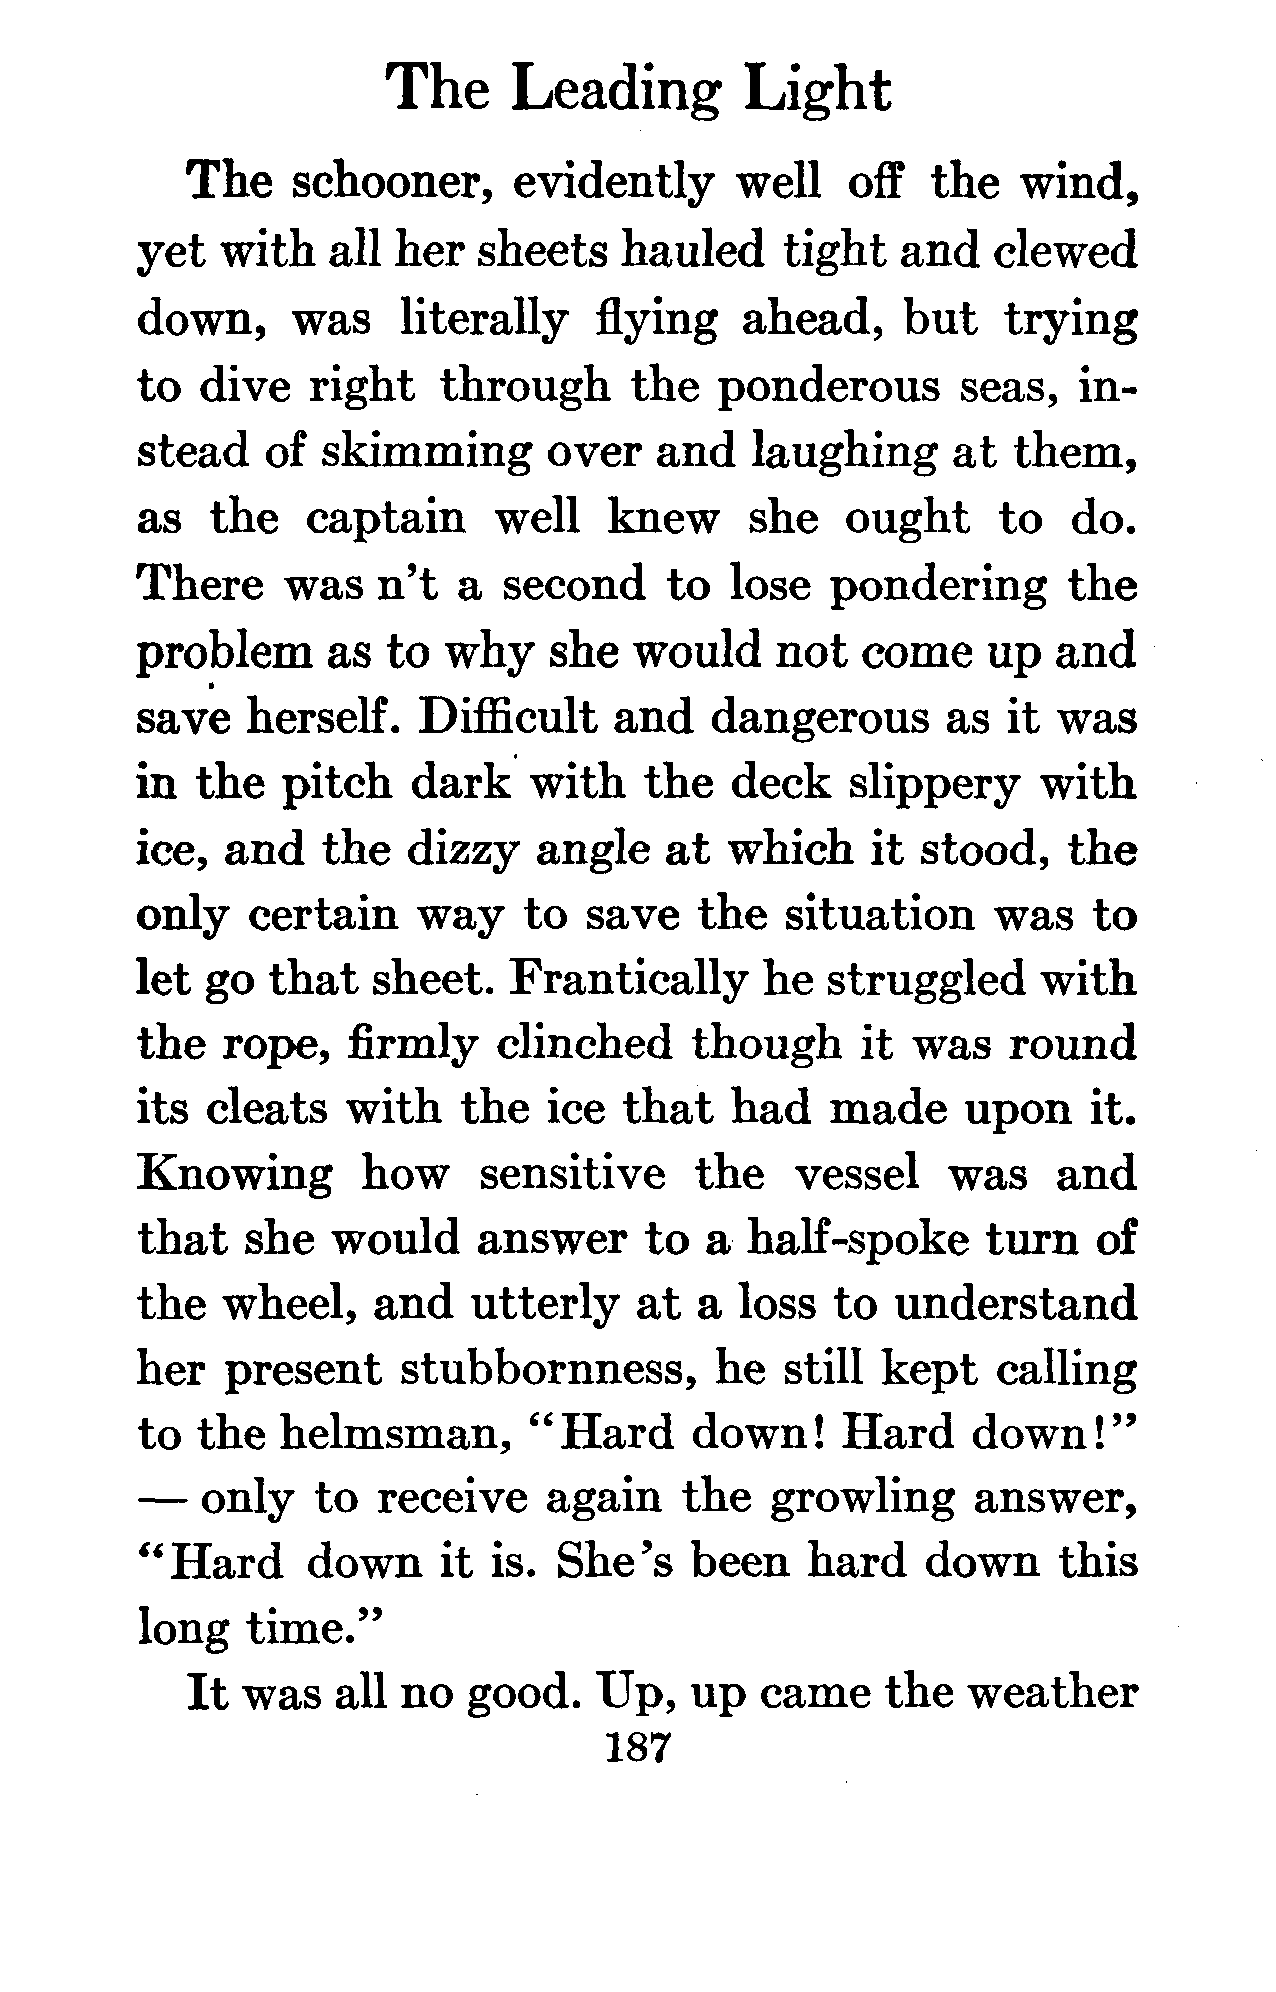 The Leading Light
The schooner, evidently well off the wind,
yet with all her sheets hauled tight and clewed
down, was literally flying ahead, but trying
to dive right through the ponderous seas, in-
stead of skimming over and laughing at them,
as the captain well knew she ought to do.
There was n't a second to lose pondering the
problem as to why she would not come up and
save herself. Difficult and dangerous as it was
in the pitch dark with the deck slippery with
ice, and the dizzy angle at which it stood, the
only certain way to save the situation was to
let go that sheet. Frantically he struggled with
the rope, firmly clinched though it was round
its cleats with the ice that had made upon it.
Knowing how sensitive the vessel was and
that she would answer to a half-spoke turn of
the wheel, and utterly at a loss to understand
her present stubbornness, he still kept calling
to the helmsman, “Hard down! Hard down!”
— only to receive again the growling answer,
“Hard down it is. She's been hard down this
long time.”
It was all no good. Up, up came the weather
187